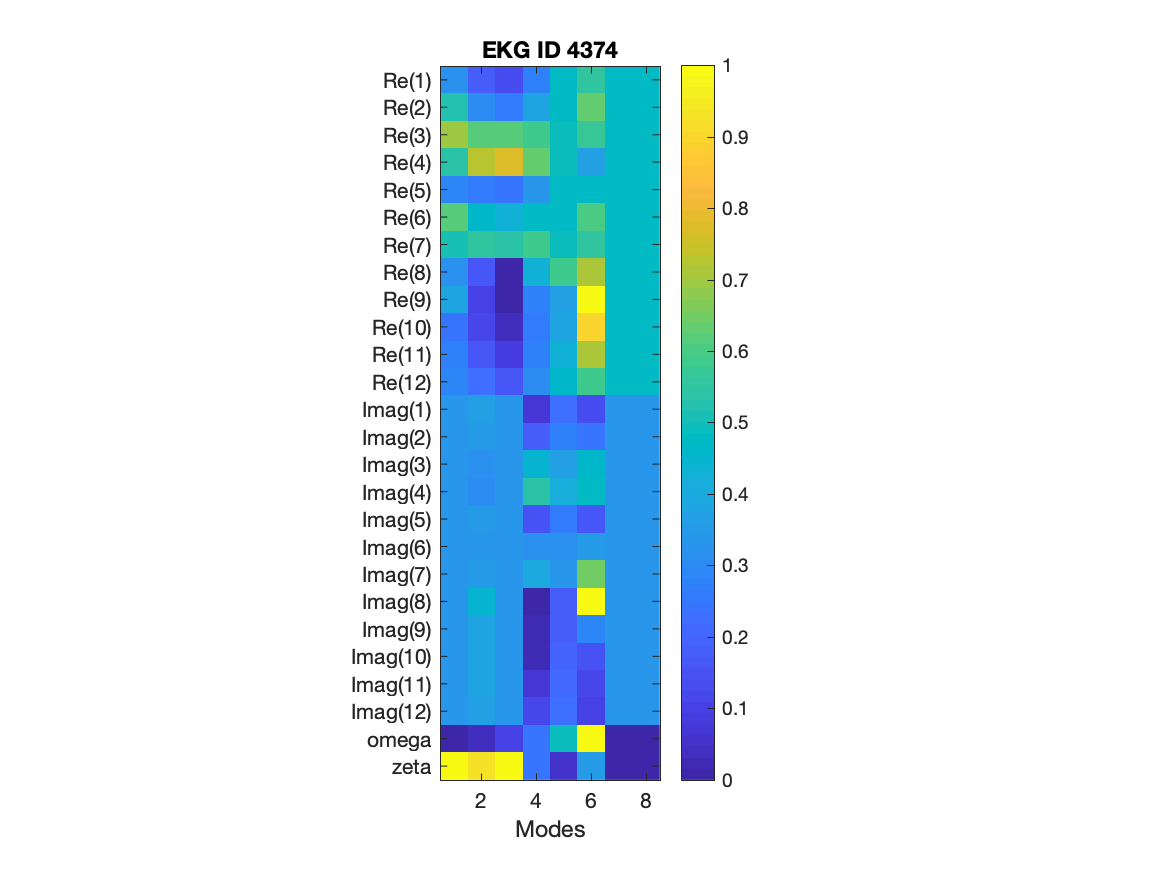 EKG ID 4374
Re(1)
Re(2)
Re(3)
Re(4)
Re(5)
Re(6)
Re(7)
Re(8)
Re(9)
Re(10)
Re(11)
Re(12)
Imag(1)
Imag(2)
Imag(3)
Imag(4)
Imag(5)
Imag(6)
Imag(7)
Imag(8)
Imag(9)
Imag(10)
Imag(11)
Imag(12)
omega
zeta
2 4 6 8
Modes
1
0.9
0.8
0.7
0.6
0.5
0.4
0.3
0.2
0.1
0